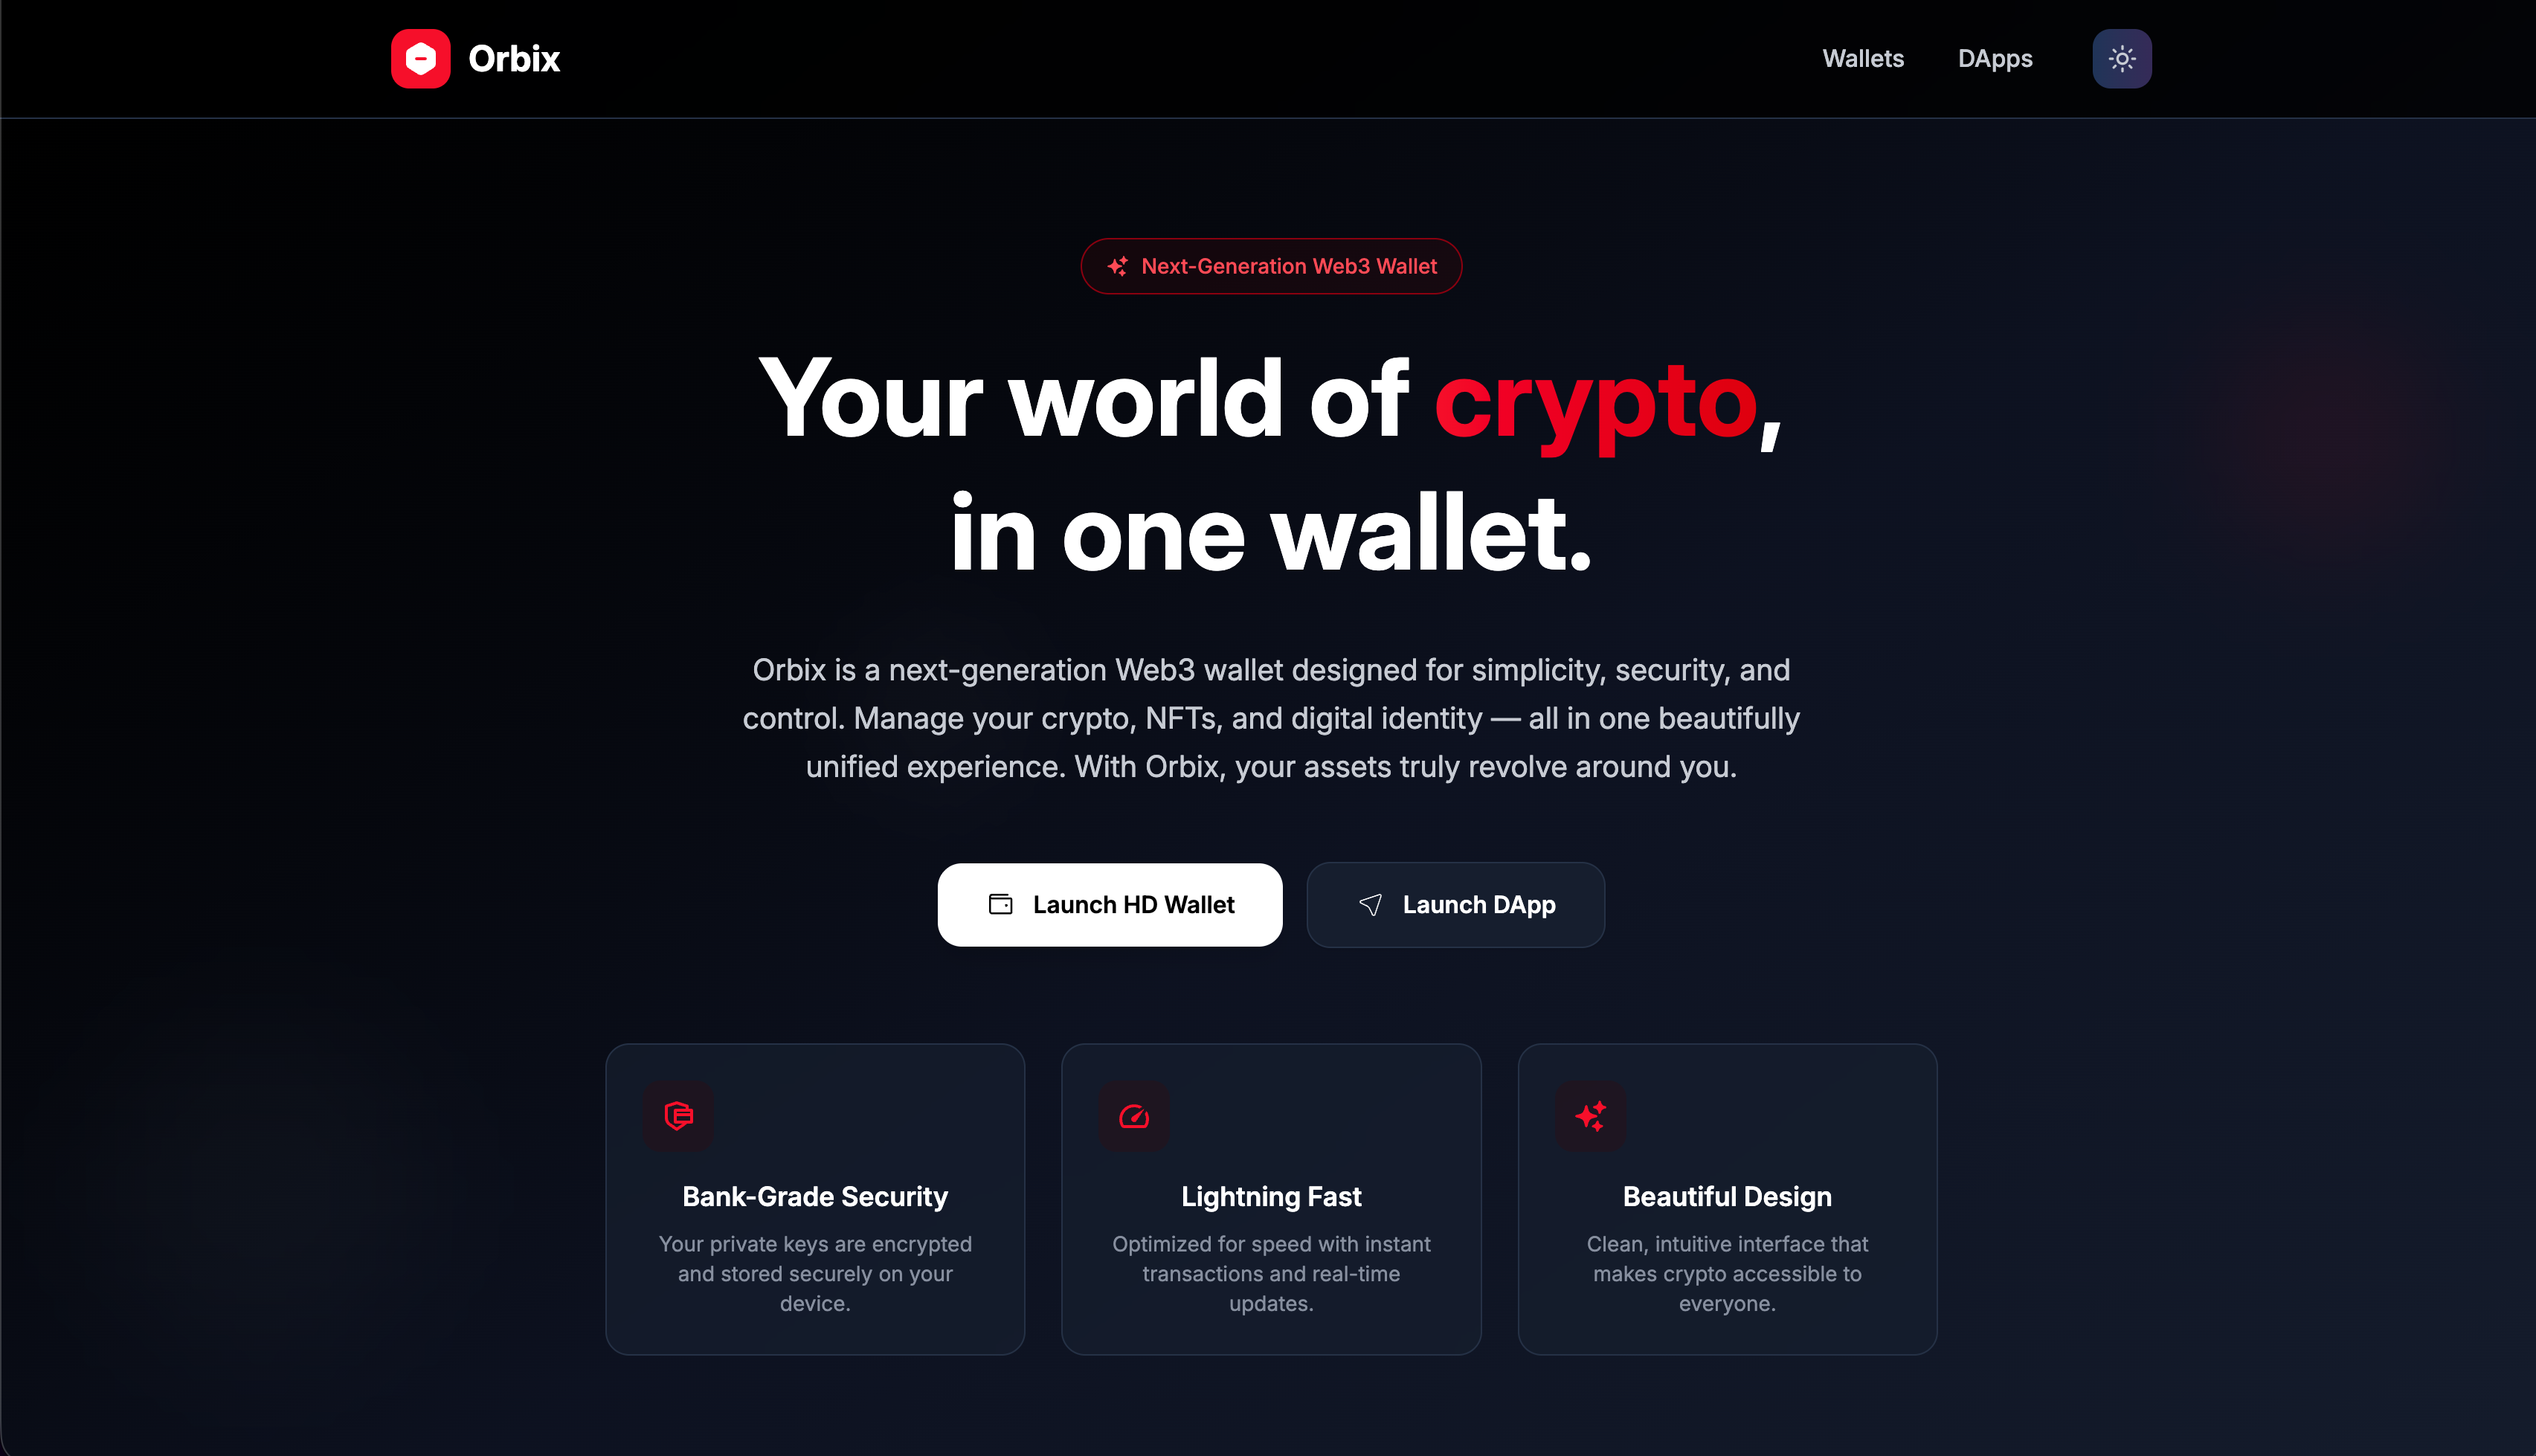 Orbix
Wallets
DApps
Next-Generation Web3 Wallet
Your world of crypto,
in one wallet.
Orbix is a next-generation Web3 wallet designed for simplicity, security, and
control. Manage your crypto, NFTs, and digital identity — all in one beautifully
unified experience. With Orbix, your assets truly revolve around you.
Launch HD Wallet
Launch DApp
Bank-Grade Security
Your private keys are encrypted
and stored securely on your
device.
Lightning Fast
Optimized for speed with instant
transactions and real-time
updates.
Beautiful Design
Clean, intuitive interface that
makes crypto accessible to
everyone.